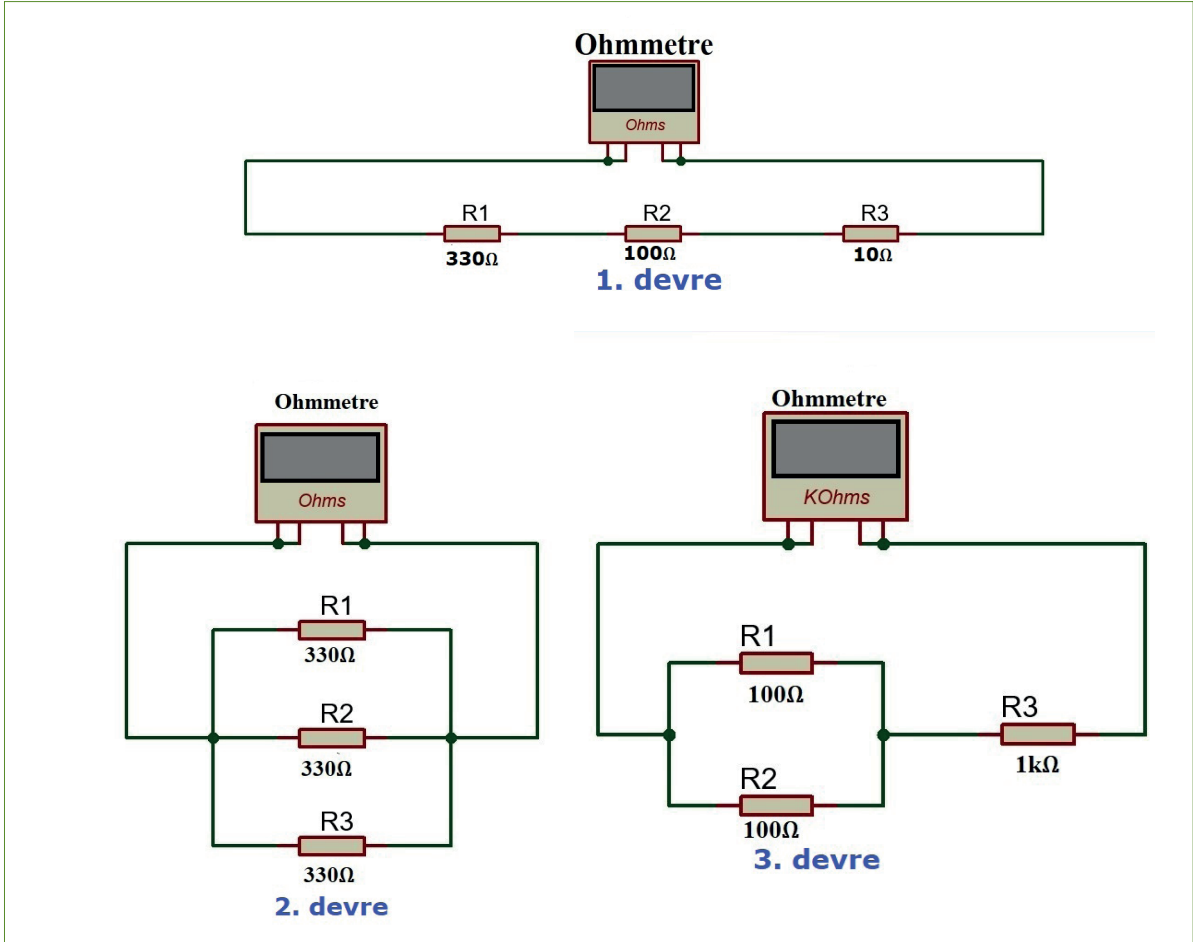 Ohmmetre
Ohms
R1 R2 R3
330Ω 100Ω 10Ω
1. devre
Ohmmetre
Ohms
R1
330Ω
R2
330Ω
R3
330Ω
2. devre
Ohmmetre
KOhms
R1
100Ω
R3
1kΩ
R2
100Ω
3. devre